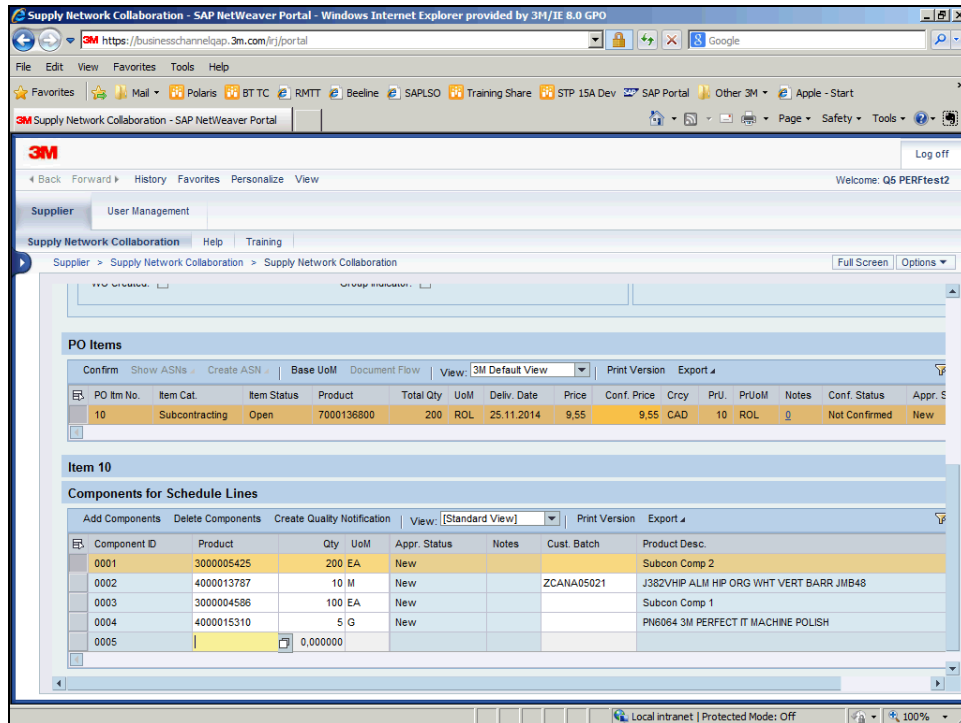 Supply Network Collaboration - SAP NetWeaver Portal - Windows Internet Explorer provided by 3M/IE 8.0 GPO
3M https://businesschannelqap.3m.com/irj/portal
Google
File Edit View Favorites Tools Help
Favorites Mail Polaris BT TC RMTT Beeline SAPLSO Training Share STP 15A Dev SAP Portal Other 3M Apple - Start
3M Supply Network Collaboration - SAP NetWeaver Portal
Page Safety Tools
3M
Log off
Back Forward History Favorites Personalize View
Welcome: Q5 PERFtest2
Supplier User Management
Supply Network Collaboration Help Training
Supplier > Supply Network Collaboration > Supply Network Collaboration
Full Screen Options
WO Created: Group Indicator:
PO Items
Confirm Show ASNs Create ASN Base UoM Document Flow View: 3M Default View Print Version Export
PO Itm No. Item Cat. Item Status Product Total Qty UoM Deliv. Date Price Conf. Price Crcy PrU. PrUoM Notes Conf. Status Appr. S
10 Subcontracting Open 7000136800 200 ROL 25.11.2014 9,55 9,55 CAD 10 ROL 0 Not Confirmed New
Item 10
Components for Schedule Lines
Add Components Delete Components Create Quality Notification View: [Standard View] Print Version Export
Component ID Product Qty UoM Appr. Status Notes Cust. Batch Product Desc.
0001 3000005425 200 EA New Subcon Comp 2
0002 4000013787 10 M New ZCANA05021 J382VHIP ALM HIP ORG WHT VERT BARR JMB48
0003 3000004586 100 EA New Subcon Comp 1
0004 4000015310 5 G New PN6064 3M PERFECT IT MACHINE POLISH
0005 0,000000
Local intranet | Protected Mode: Off
100%